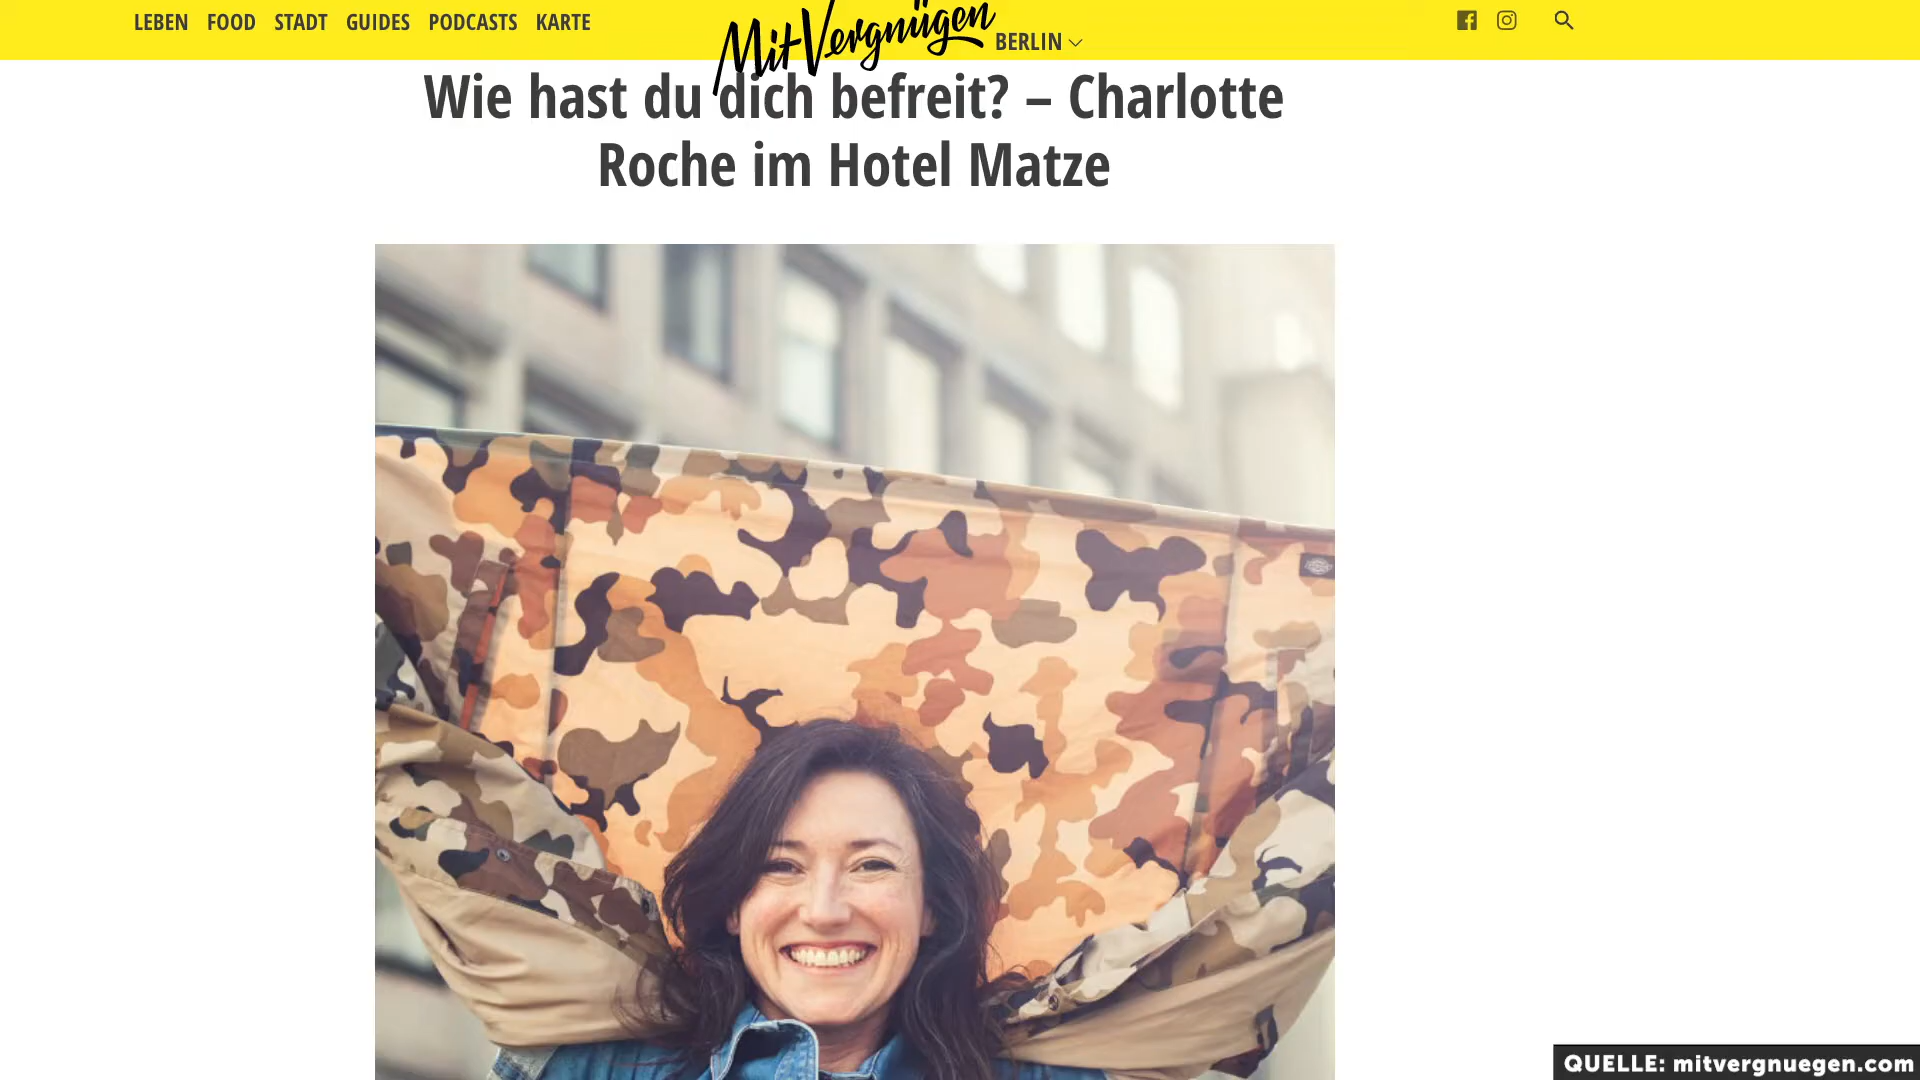 LEBEN FOOD STADT GUIDES PODCASTS KARTE
Mit Vergnügen
BERLIN
Wie hast du dich befreit? – Charlotte
Roche im Hotel Matze
QUELLE: mitvergnuegen.com